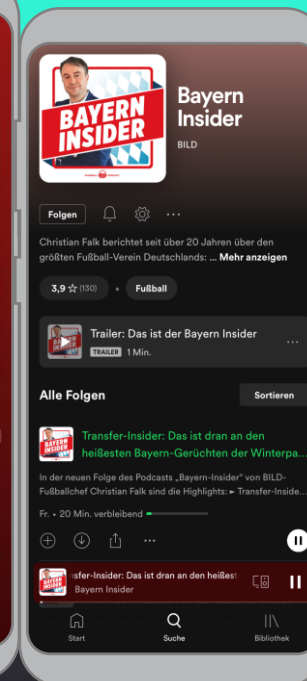 BAYERN
INSIDER
Bayern
Insider
BILD
Folgen
Christian Falk berichtet seit über 20 Jahren über den
größten Fußball-Verein Deutschlands: ... Mehr anzeigen
3,9 ☆ (130) • Fußball
Trailer: Das ist der Bayern Insider
TRAILER 1 Min.
Alle Folgen
Sortieren
Transfer-Insider: Das ist dran an den
heißesten Bayern-Gerüchten der Winterpa...
In der neuen Folge des Podcasts „Bayern-Insider" von BILD-
Fußballchef Christian Falk sind die Highlights: ► Transfer-Inside...
Fr. • 20 Min. verbleibend
sfer-Insider: Das ist dran an den heißest
Bayern Insider
Start
Suche
Bibliothek